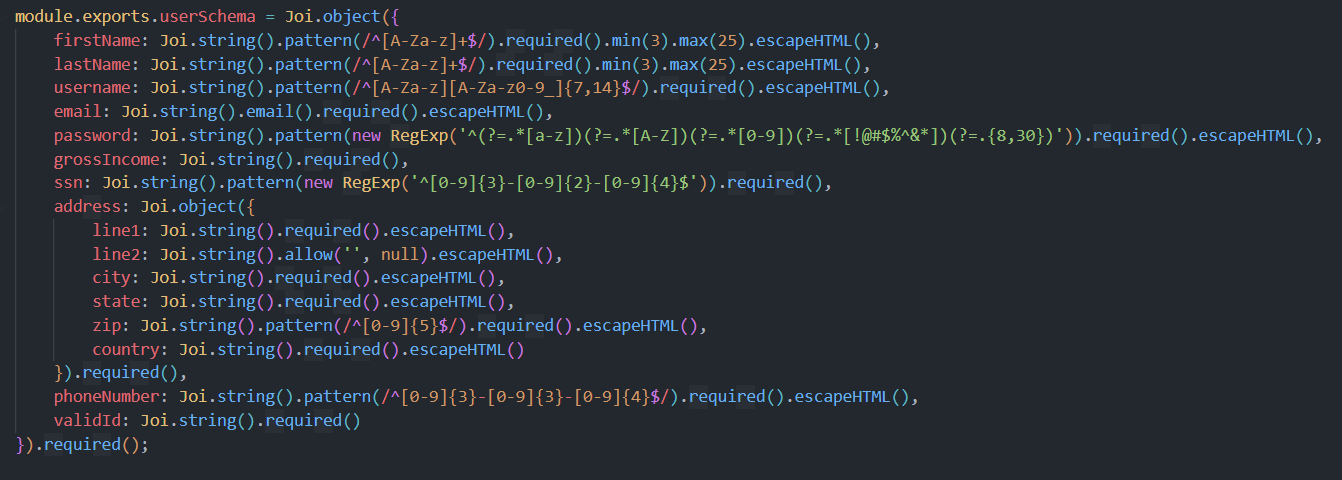 module.exports.userSchema = Joi.object({
    firstName: Joi.string().pattern(/^[A-Za-z]+$/).required().min(3).max(25).escapeHTML(),
    lastName: Joi.string().pattern(/^[A-Za-z]+$/).required().min(3).max(25).escapeHTML(),
    username: Joi.string().pattern(/^[A-Za-z][A-Za-z0-9_]{7,14}$/).required().escapeHTML(),
    email: Joi.string().email().required().escapeHTML(),
    password: Joi.string().pattern(new RegExp('^(?=.*[a-z])(?=.*[A-Z])(?=.*[0-9])(?=.*[!@#$%^&*])(?=.{8,30})')).required().escapeHTML(),
    grossIncome: Joi.string().required(),
    ssn: Joi.string().pattern(new RegExp('^[0-9]{3}-[0-9]{2}-[0-9]{4}$')).required(),
    address: Joi.object({
        line1: Joi.string().required().escapeHTML(),
        line2: Joi.string().allow('', null).escapeHTML(),
        city: Joi.string().required().escapeHTML(),
        state: Joi.string().required().escapeHTML(),
        zip: Joi.string().pattern(/^[0-9]{5}$/).required().escapeHTML(),
        country: Joi.string().required().escapeHTML()
    }).required(),
    phoneNumber: Joi.string().pattern(/^[0-9]{3}-[0-9]{3}-[0-9]{4}$/).required().escapeHTML(),
    validId: Joi.string().required()
}).required();